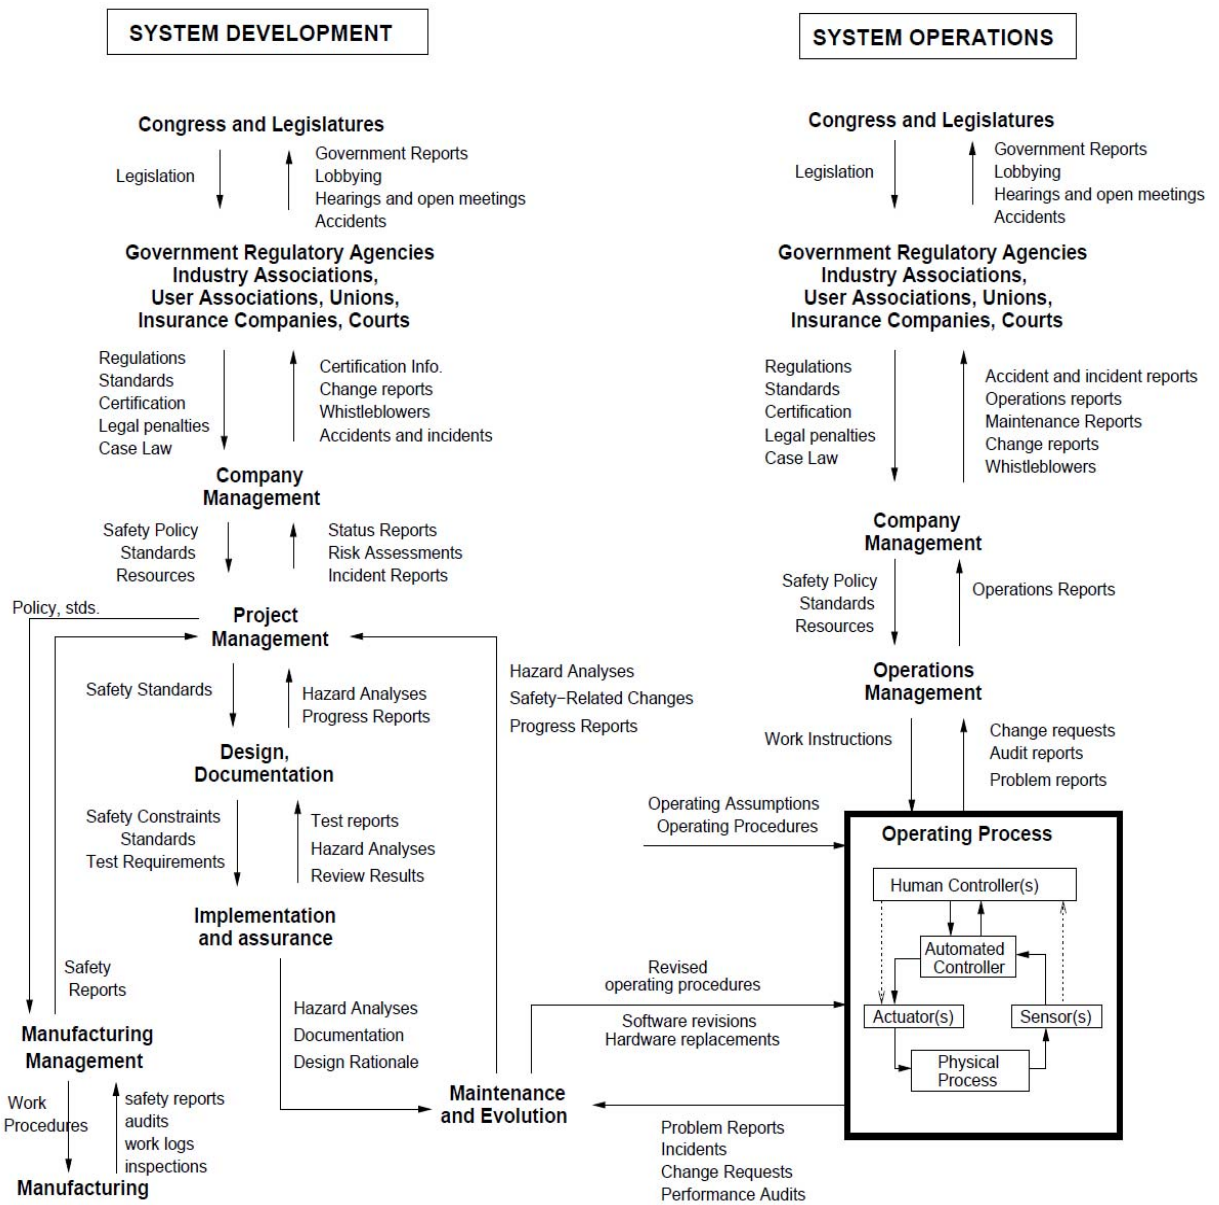 SYSTEM DEVELOPMENT
Congress and Legislatures
Legislation
Government Reports
Lobbying
Hearings and open meetings
Accidents
Government Regulatory Agencies
Industry Associations,
User Associations, Unions,
Insurance Companies, Courts
Regulations
Standards
Certification
Legal penalties
Case Law
Certification Info.
Change reports
Whistleblowers
Accidents and incidents
Company
Management
Safety Policy
Standards
Resources
Status Reports
Risk Assessments
Incident Reports
Policy, stds.
Project
Management
Safety Standards
Hazard Analyses
Progress Reports
Hazard Analyses
Safety-Related Changes
Progress Reports
Design,
Documentation
Safety Constraints
Standards
Test Requirements
Test reports
Hazard Analyses
Review Results
Implementation
and assurance
Safety
Reports
Hazard Analyses
Documentation
Design Rationale
Manufacturing
Management
Work
Procedures
safety reports
audits
work logs
inspections
Manufacturing
Maintenance
and Evolution
SYSTEM OPERATIONS
Congress and Legislatures
Legislation
Government Reports
Lobbying
Hearings and open meetings
Accidents
Government Regulatory Agencies
Industry Associations,
User Associations, Unions,
Insurance Companies, Courts
Regulations
Standards
Certification
Legal penalties
Case Law
Accident and incident reports
Operations reports
Maintenance Reports
Change reports
Whistleblowers
Company
Management
Safety Policy
Standards
Resources
Operations Reports
Operations
Management
Work Instructions
Change requests
Audit reports
Problem reports
Operating Assumptions
Operating Procedures
Operating Process
Human Controller(s)
Automated
Controller
Actuator(s)
Sensor(s)
Physical
Process
Revised
operating procedures
Software revisions
Hardware replacements
Problem Reports
Incidents
Change Requests
Performance Audits